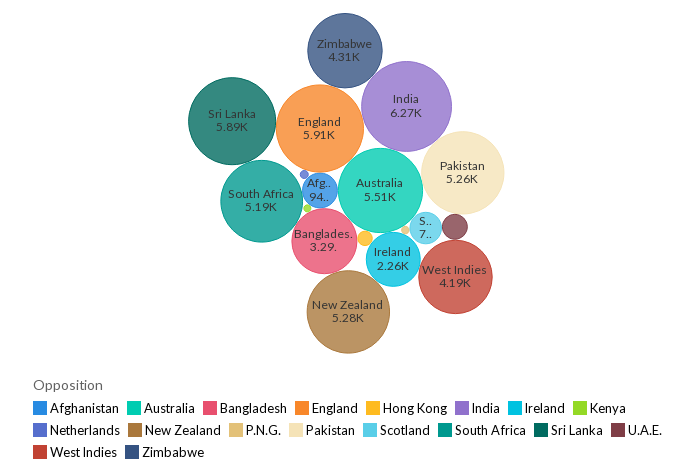 Zimbabwe
4.31K
India
6.27K
Sri Lanka
5.89K
England
5.91K
Pakistan
5.26K
Afg..
94..
Australia
5.51K
South Africa
5.19K
S..
7..
Banglades.
3.29.
Ireland
2.26K
West Indies
4.19K
New Zealand
5.28K
Opposition
Afghanistan Australia Bangladesh England Hong Kong India Ireland Kenya
Netherlands New Zealand P.N.G. Pakistan Scotland South Africa Sri Lanka U.A.E.
West Indies Zimbabwe